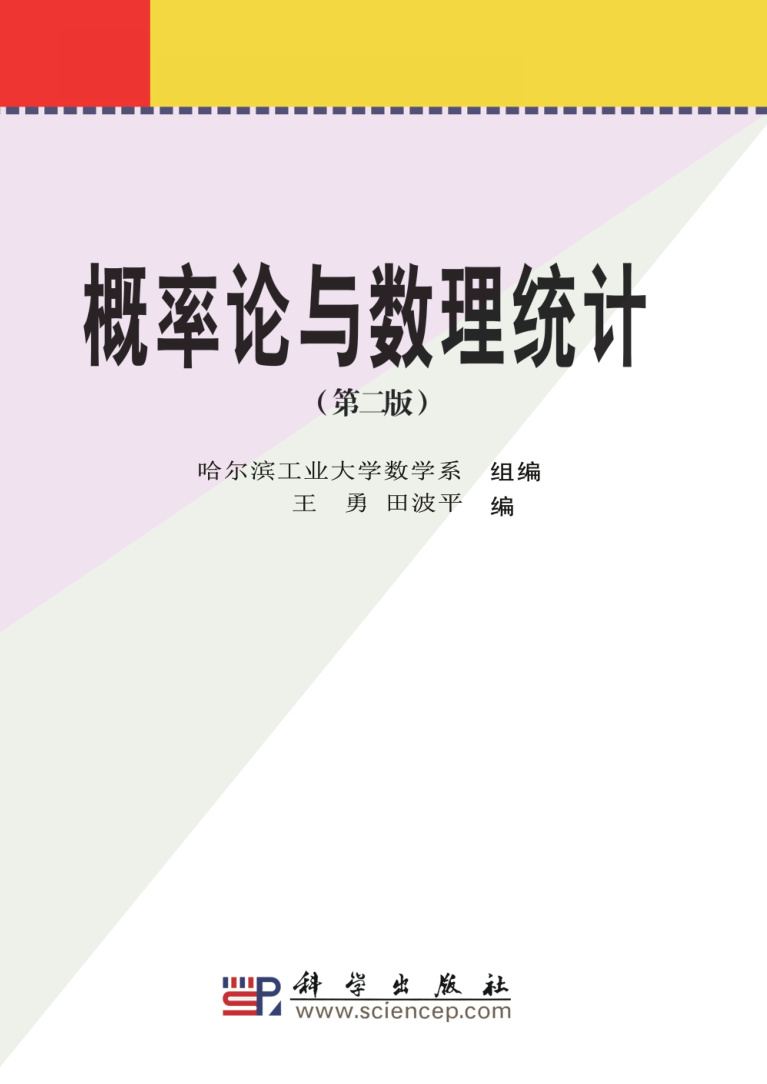 概率论与数理统计
（第二版）
哈尔滨工业大学数学系 组编
王 勇 田波平 编
科学出版社
www.sciencep.com